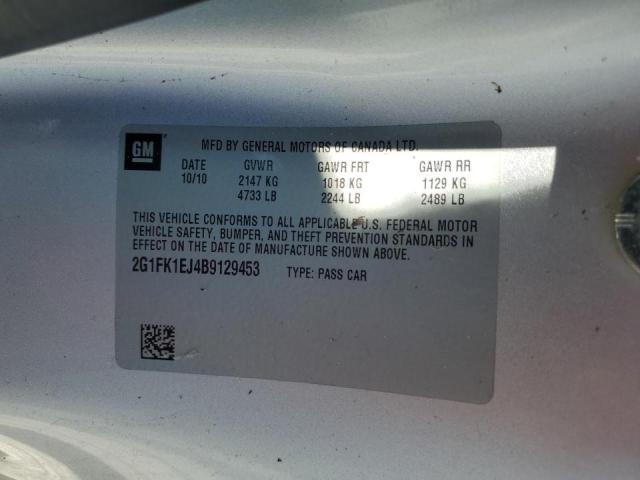 GM
MFD BY GENERAL MOTORS OF CANADA LTD.
DATE GVWR GAWR FRT GAWR RR
10/10 2147 KG 1018 KG 1129 KG
4733 LB 2244 LB 2489 LB
THIS VEHICLE CONFORMS TO ALL APPLICABLE U.S. FEDERAL MOTOR
VEHICLE SAFETY, BUMPER, AND THEFT PREVENTION STANDARDS IN
EFFECT ON THE DATE OF MANUFACTURE SHOWN ABOVE.
2G1FK1EJ4B9129453 TYPE: PASS CAR